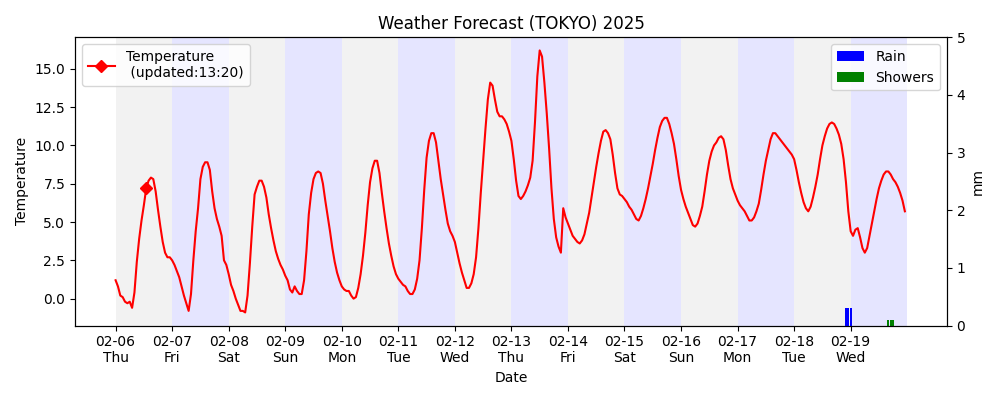 Weather Forecast (TOKYO) 2025
Temperature
(updated:13:20)
Rain
Showers
Temperature
15.0
12.5
10.0
7.5
5.0
2.5
0.0
5
4
3
2
1
0
mm
02-06 02-07 02-08 02-09 02-10 02-11 02-12 02-13 02-14 02-15 02-16 02-17 02-18 02-19
Thu Fri Sat Sun Mon Tue Wed Thu Fri Sat Sun Mon Tue Wed
Date